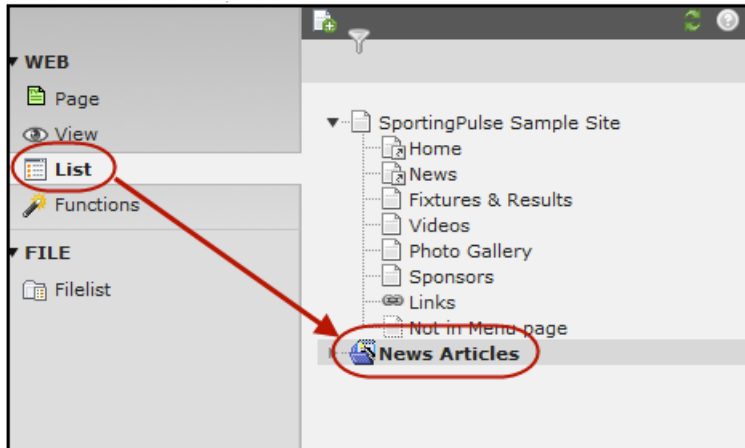 WEB
Page
View
List
Functions
FILE
Filelist
SportingPulse Sample Site
Home
News
Fixtures & Results
Videos
Photo Gallery
Sponsors
Links
Not in Menu page
News Articles